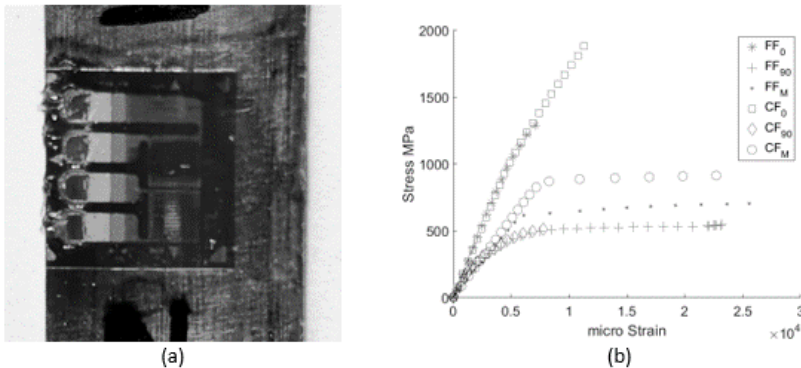 2000
1500
1000
500
0
Stress MPa
0
0.5
1
1.5
2
2.5
3
×10⁴
micro Strain
FF₀
FF₉₀
FF_M
CF₀
CF₉₀
CF_M
(a)
(b)